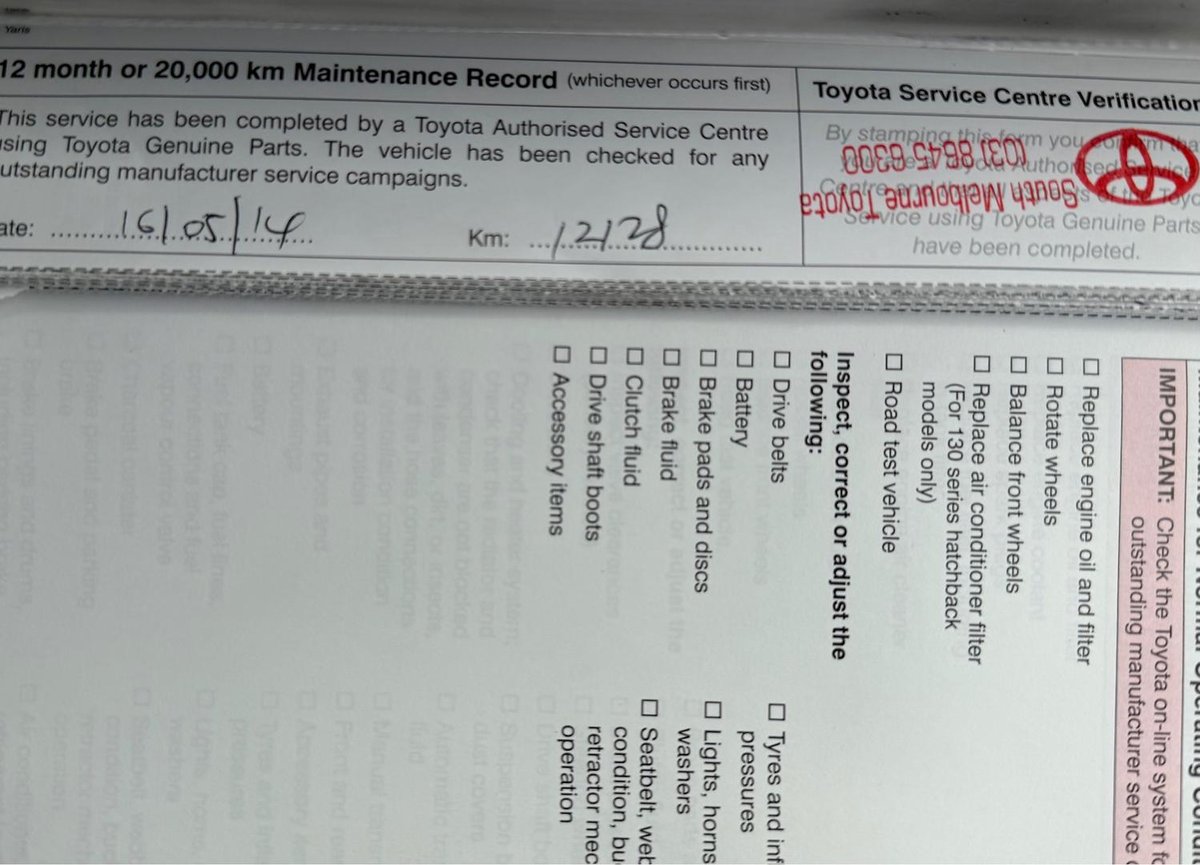 Yaris
12 month or 20,000 km Maintenance Record (whichever occurs first)
This service has been completed by a Toyota Authorised Service Centre
using Toyota Genuine Parts. The vehicle has been checked for any
outstanding manufacturer service campaigns.
ate: 16/05/14
Km: 12128
Toyota Service Centre Verification
By stamping this form you
Authorised Service
Service using Toyota Genuine Parts
have been completed.
South Melbourne Toyota
(03) 8645 6300
IMPORTANT: Check the Toyota on-line system f
outstanding manufacturer service
☐ Replace engine oil and filter
☐ Rotate wheels
☐ Balance front wheels
☐ Replace air conditioner filter
(For 130 series hatchback
models only)
☐ Road test vehicle
Inspect, correct or adjust the
following:
☐ Drive belts
☐ Battery
☐ Brake pads and discs
☐ Brake fluid
☐ Clutch fluid
☐ Drive shaft boots
☐ Accessory items
☐ Tyres and inf
pressures
☐ Lights, horns
washers
☐ Seatbelt, web
condition, bu
retractor mec
operation